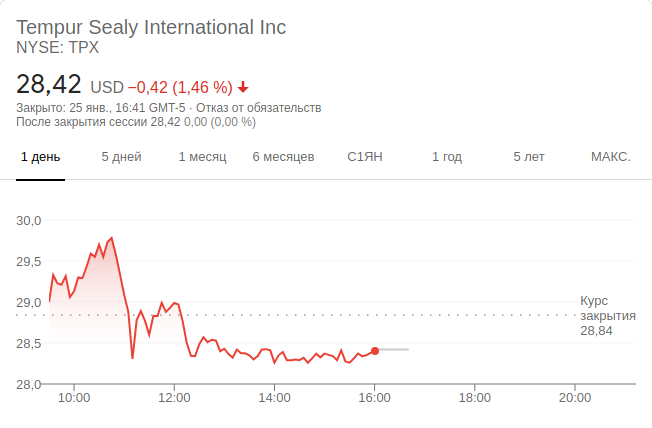 Tempur Sealy International Inc
NYSE: TPX
28,42 USD −0,42 (1,46 %)
Закрыто: 25 янв., 16:41 GMT-5 · Отказ от обязательств
После закрытия сессии 28,42 0,00 (0,00 %)
1 день 5 дней 1 месяц 6 месяцев С1ЯН 1 год 5 лет МАКС.
30,0
29,5
29,0
28,5
28,0
Курс
закрытия
28,84
10:00 12:00 14:00 16:00 18:00 20:00